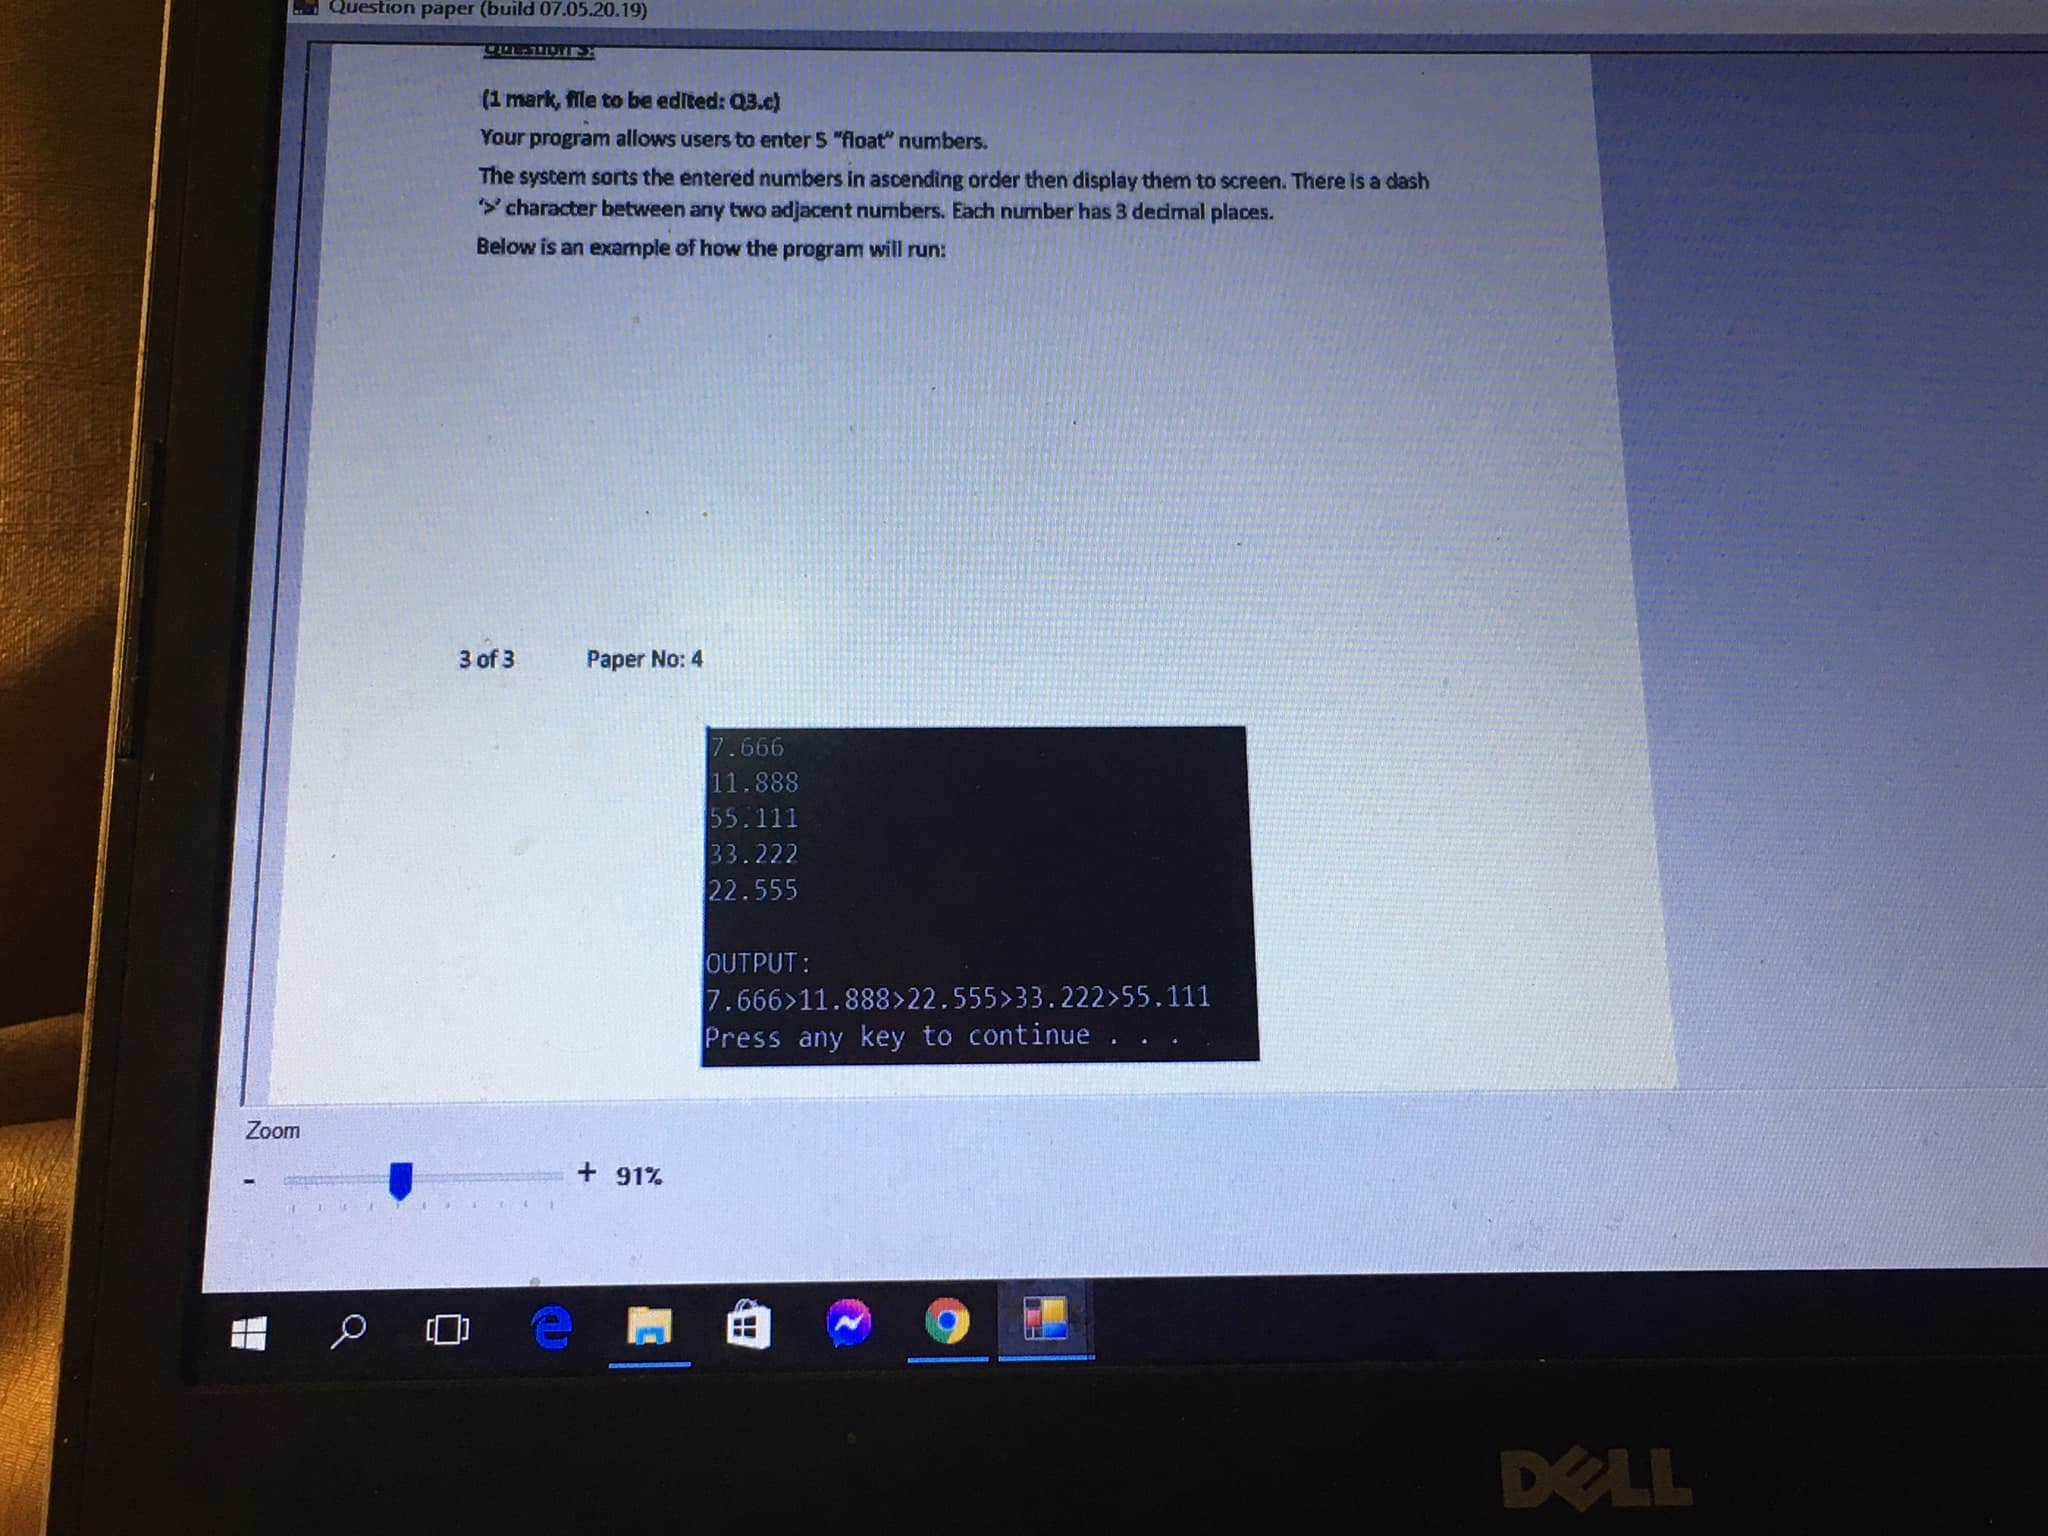 Question paper (build 07.05.20.19)
Question 3:
(1 mark, file to be edited: Q3.c)
Your program allows users to enter 5 "float" numbers.
The system sorts the entered numbers in ascending order then display them to screen. There is a dash
'>' character between any two adjacent numbers. Each number has 3 decimal places.
Below is an example of how the program will run:
3 of 3 Paper No: 4
7.666
11.888
55.111
33.222
22.555
OUTPUT:
7.666>11.888>22.555>33.222>55.111
Press any key to continue . . .
Zoom
- + 91%
DELL